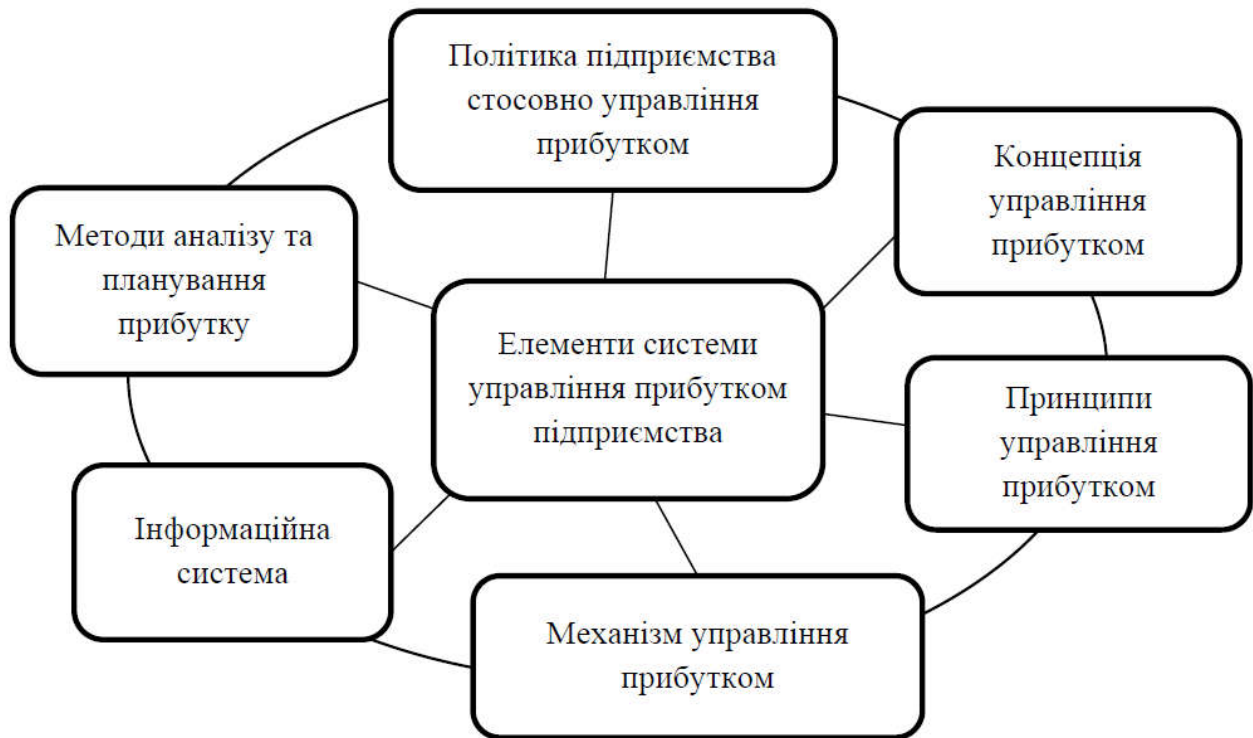 Політика підприємства
стосовно управління
прибутком
Концепція
управління
прибутком
Методи аналізу та
планування
прибутку
Елементи системи
управління прибутком
підприємства
Принципи
управління
прибутком
Інформаційна
система
Механізм управління
прибутком